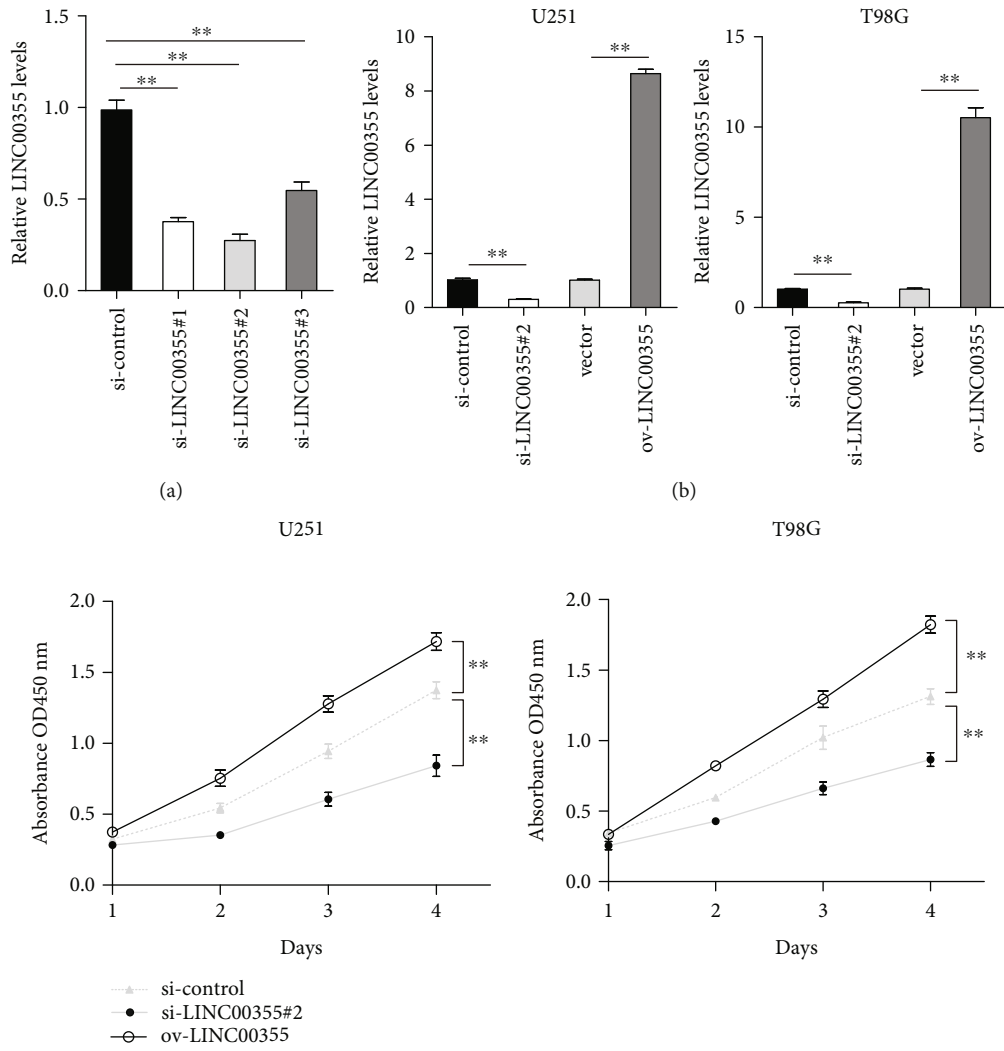 1.5
1.0
0.5
0.0
Relative LINC00355 levels
**
**
**
si-control
si-LINC00355#1
si-LINC00355#2
si-LINC00355#3
(a)
U251
10
8
6
4
2
0
Relative LINC00355 levels
**
**
si-control
si-LINC00355#2
vector
ov-LINC00355
T98G
15
10
5
0
Relative LINC00355 levels
**
**
si-control
si-LINC00355#2
vector
ov-LINC00355
(b)
U251
2.0
1.5
1.0
0.5
0.0
Absorbance OD450 nm
**
**
1 2 3 4
Days
T98G
2.0
1.5
1.0
0.5
0.0
Absorbance OD450 nm
**
**
1 2 3 4
Days
si-control
si-LINC00355#2
ov-LINC00355